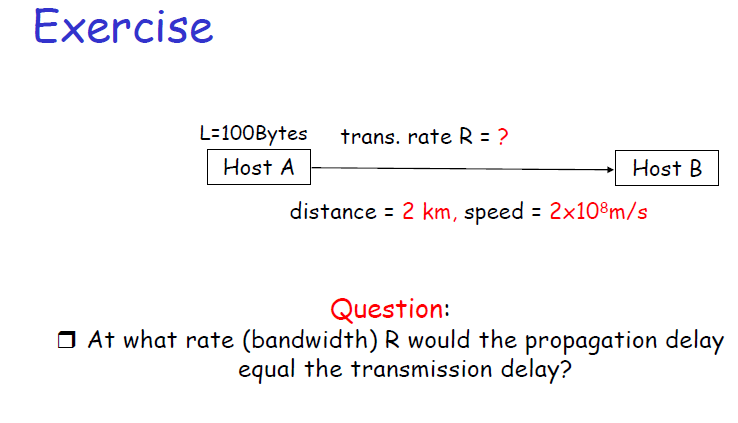 Exercise
L=100Bytes trans. rate R = ?
Host A Host B
distance = 2 km, speed = 2x10⁸m/s
Question:
❒ At what rate (bandwidth) R would the propagation delay
equal the transmission delay?